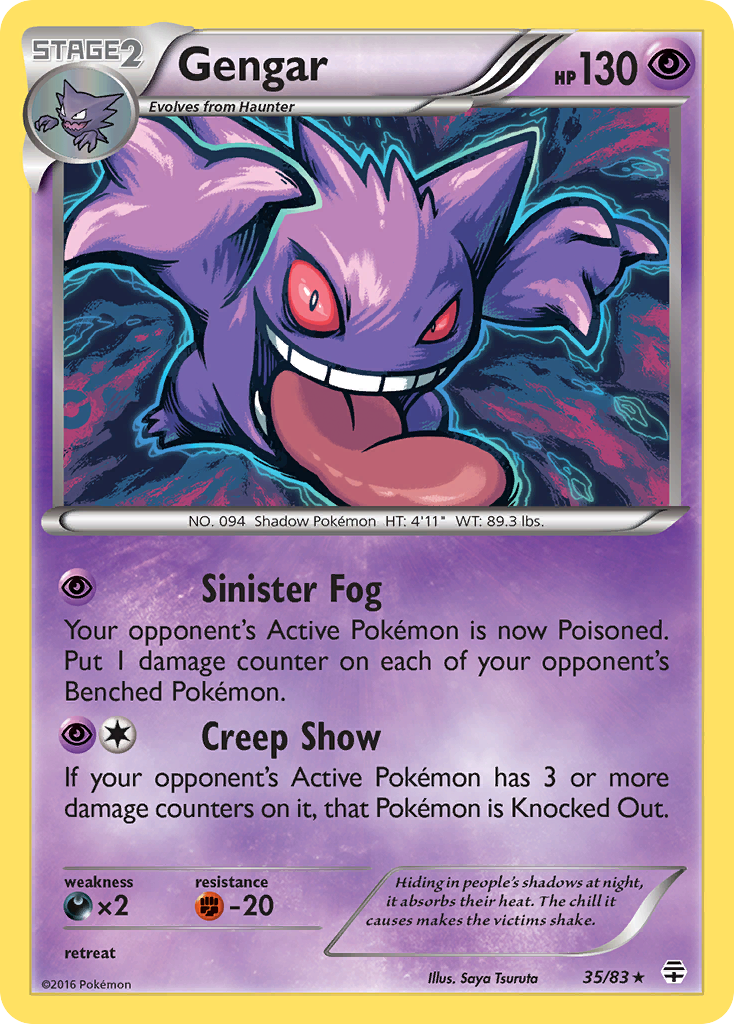 STAGE2
Gengar
HP 130
Evolves from Haunter
NO. 094 Shadow Pokémon HT: 4'11" WT: 89.3 lbs.
Sinister Fog
Your opponent's Active Pokémon is now Poisoned.
Put 1 damage counter on each of your opponent's
Benched Pokémon.
Creep Show
If your opponent's Active Pokémon has 3 or more
damage counters on it, that Pokémon is Knocked Out.
weakness
×2
resistance
-20
retreat
Hiding in people's shadows at night,
it absorbs their heat. The chill it
causes makes the victims shake.
©2016 Pokémon
Illus. Saya Tsuruta
35/83 ★